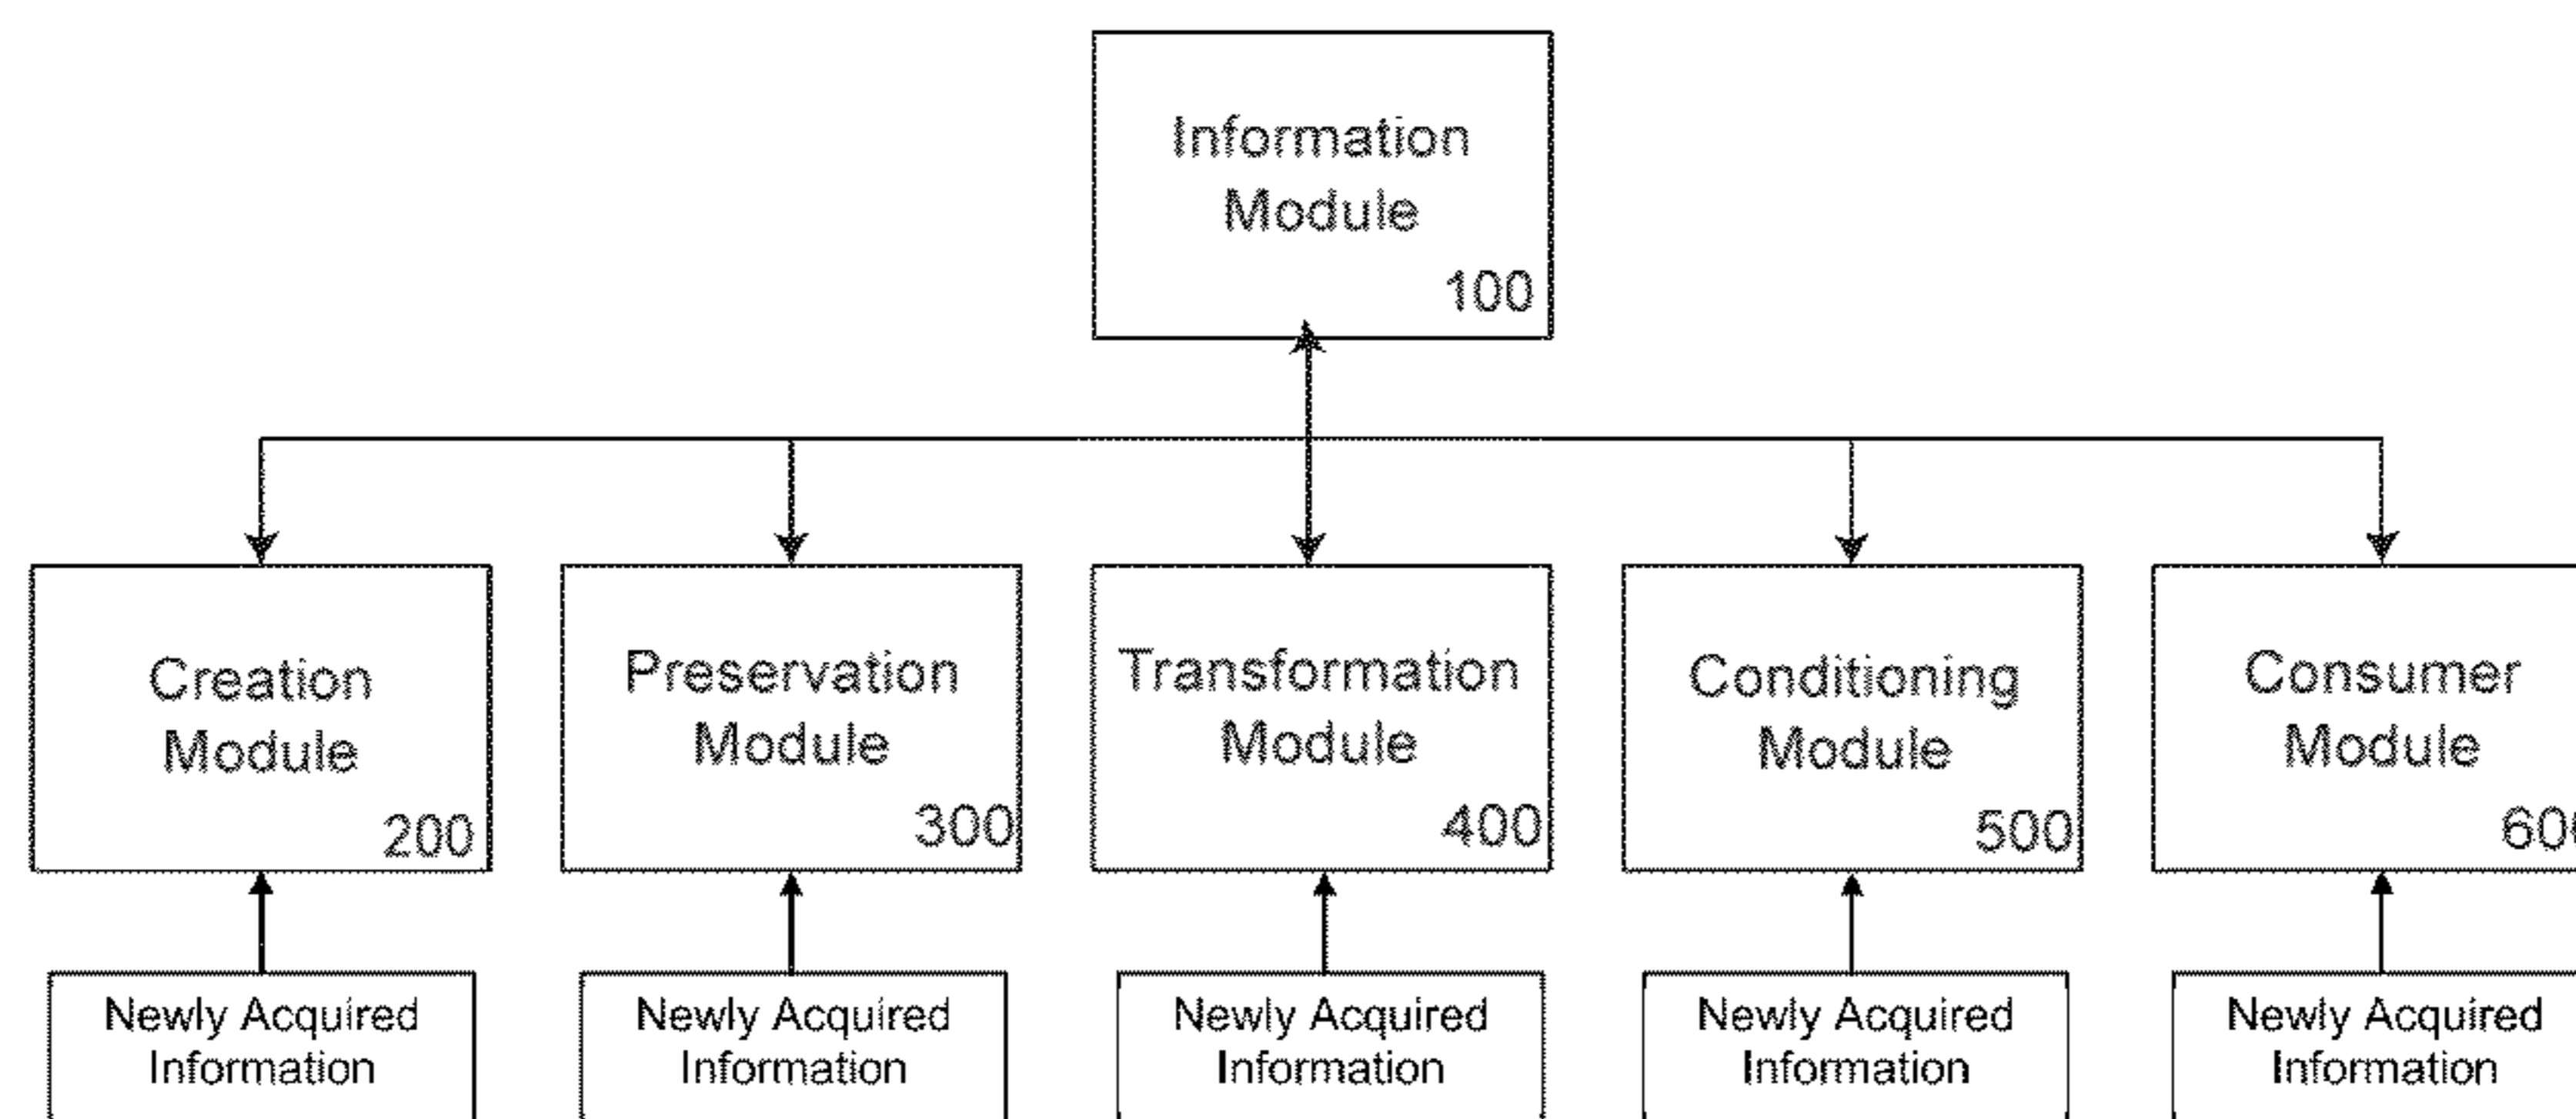 Information
Module
100
Creation
Module
200
Preservation
Module
300
Transformation
Module
400
Conditioning
Module
500
Consumer
Module
Newly Acquired
Information
Newly Acquired
Information
Newly Acquired
Information
Newly Acquired
Information
Newly Acquired
Information